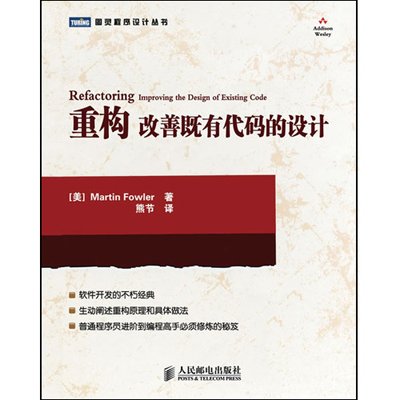 TURING 图灵程序设计丛书
Addison
Wesley
Refactoring Improving the Design of Existing Code
重构 改善既有代码的设计
[美] Martin Fowler 著
熊节 译
软件开发的不朽经典
生动阐述重构原理和具体做法
普通程序员进阶到编程高手必须修炼的秘笈
人民邮电出版社
POSTS & TELECOM PRESS